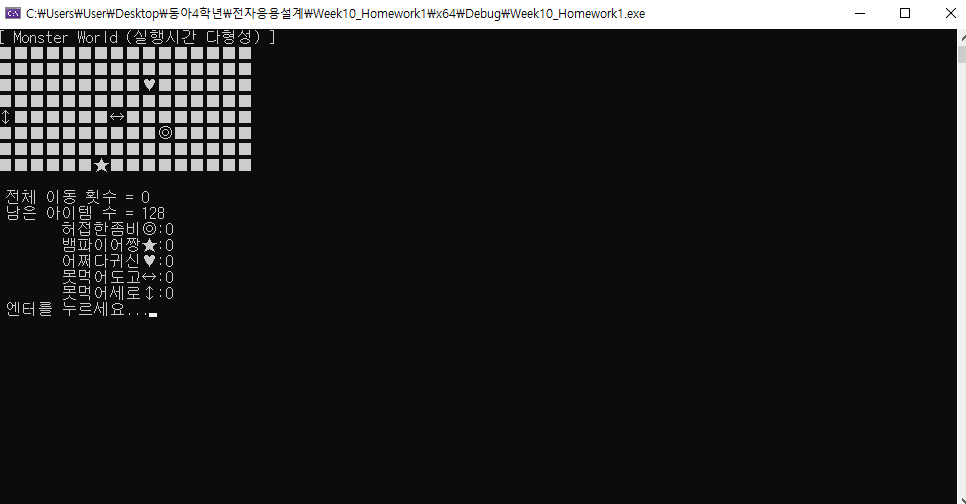 C:₩Users₩User₩Desktop₩동아4학년₩전자응용설계₩Week10_Homework1₩x64₩Debug₩Week10_Homework1.exe
[ Monster World (실행시간 다형성) ]
■■■■■■■■■■■■■■■■
■■■■■■■■■■■■■■■■
■■■■■■■■■♥■■■■■■
■■■■■■■■■■■■■■■■
↕■■■■■■↔■■■■■■■■
■■■■■■■■■■◎■■■■■
■■■■■■■■■■■■■■■■
■■■■■■★■■■■■■■■■
전체 이동 횟수 = 0
남은 아이템 수 = 128
허접한좀비◎:0
뱀파이어짱★:0
어쩌다귀신♥:0
못먹어도고↔:0
못먹어세로↕:0
엔터를 누르세요...